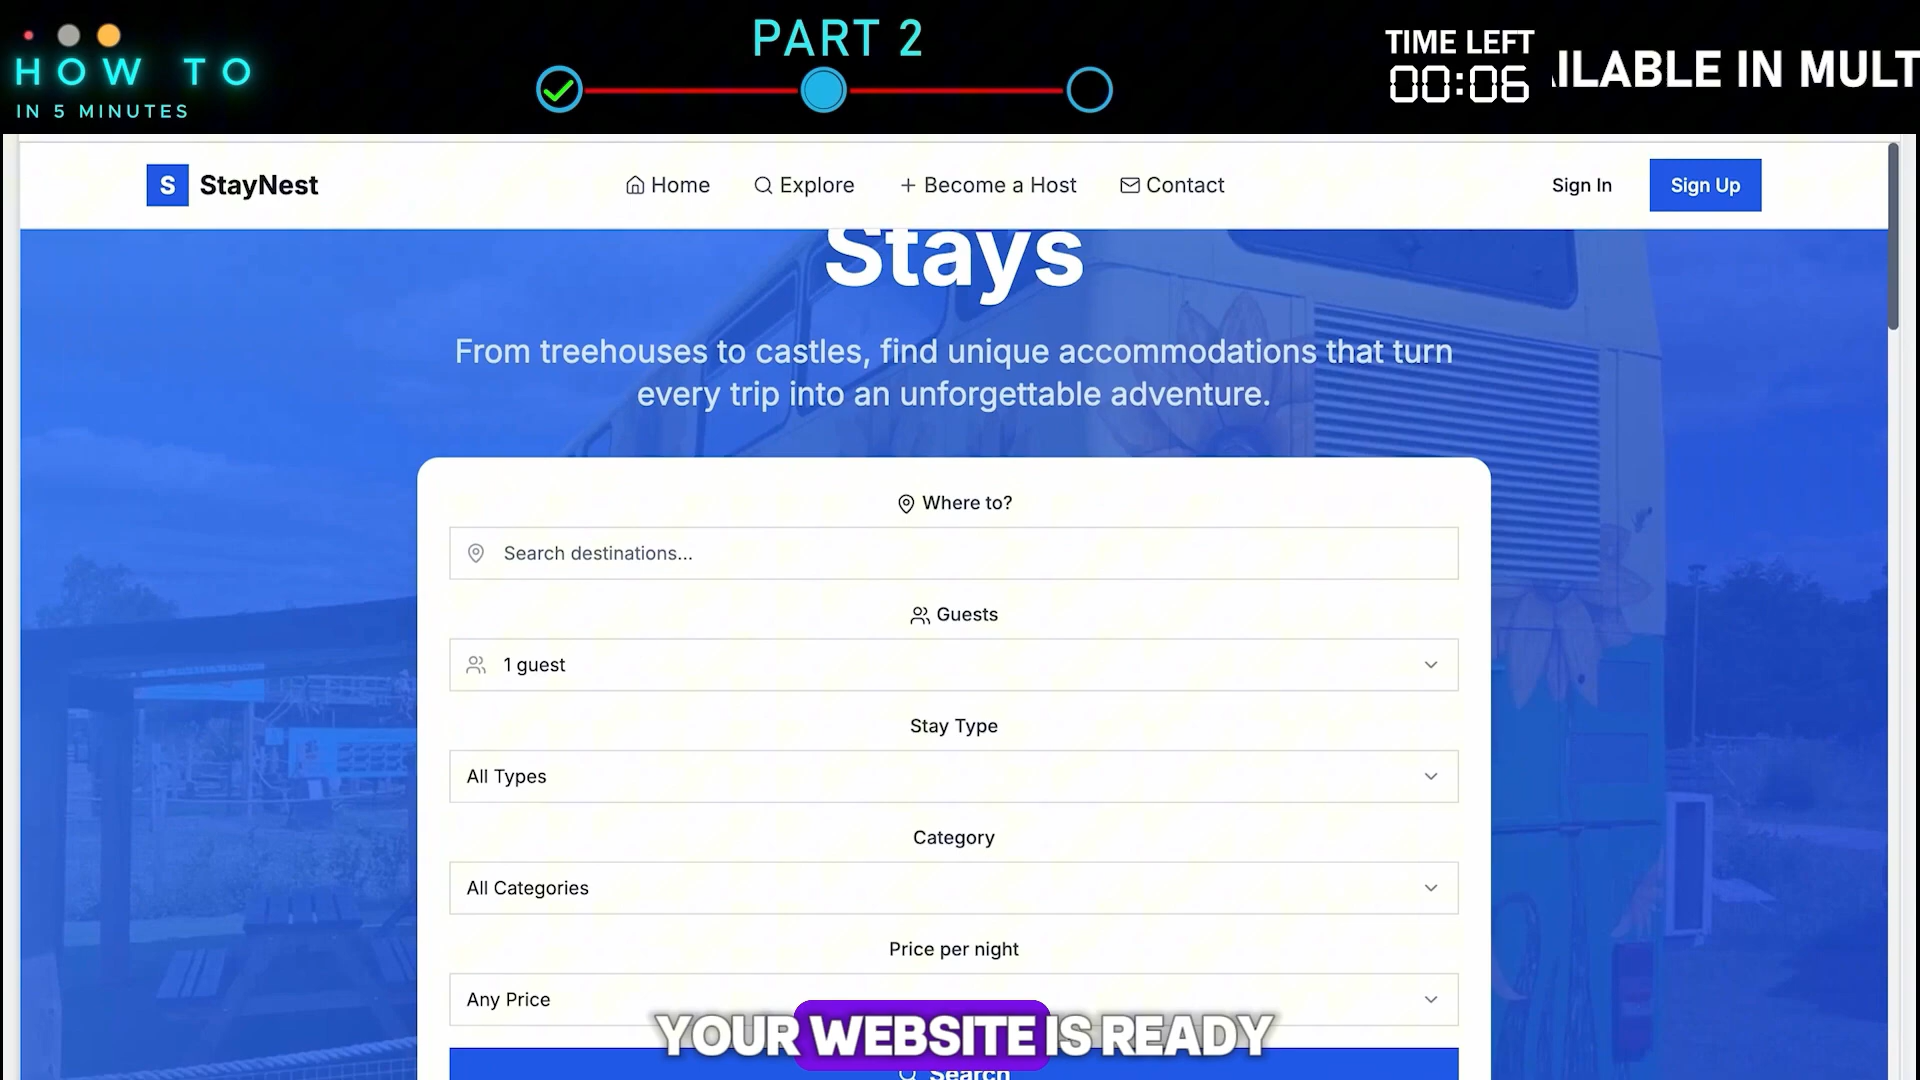 HOW TO
IN 5 MINUTES
PART 2
TIME LEFT
00:06
ILABLE IN MULT
S StayNest
Home
Explore
Become a Host
Contact
Sign In
Sign Up
Stays
From treehouses to castles, find unique accommodations that turn
every trip into an unforgettable adventure.
Where to?
Search destinations...
Guests
1 guest
Stay Type
All Types
Category
All Categories
Price per night
Any Price
YOUR WEBSITE IS READY
Search